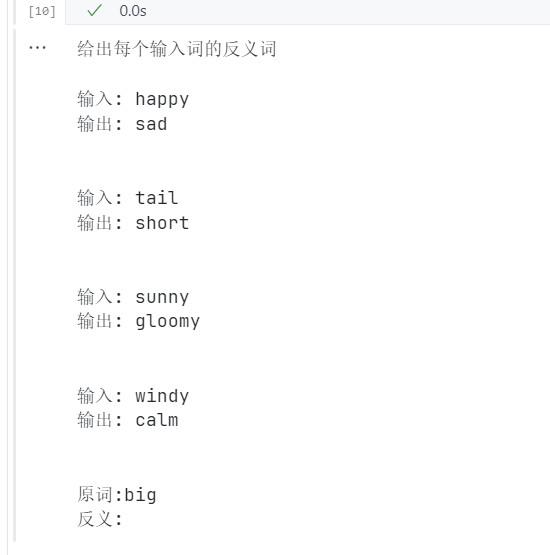 [10]
0.0s
给出每个输入词的反义词
输入: happy
输出: sad
输入: tail
输出: short
输入: sunny
输出: gloomy
输入: windy
输出: calm
原词:big
反义: